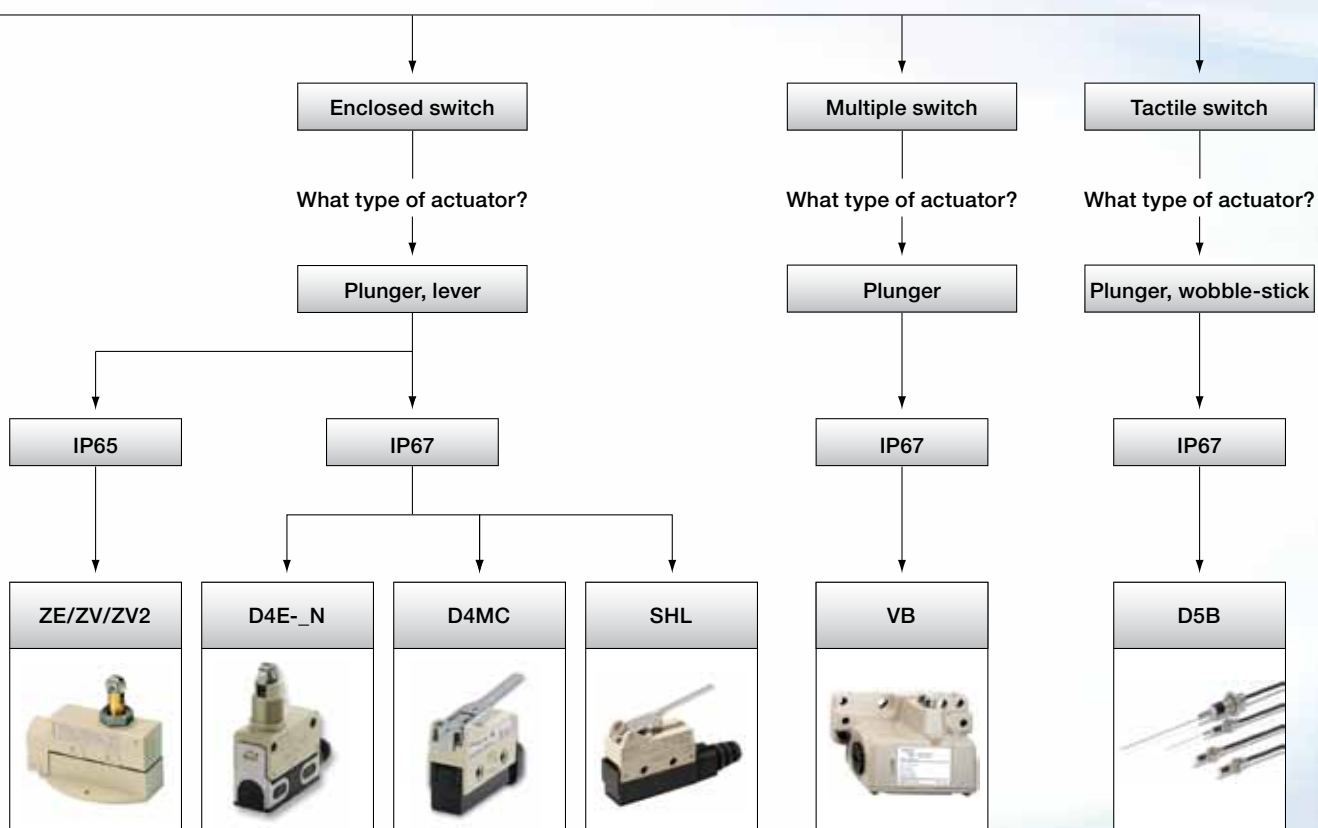 Enclosed switch
Multiple switch
Tactile switch
What type of actuator?
What type of actuator?
What type of actuator?
Plunger, lever
Plunger
Plunger, wobble-stick
IP65
IP67
IP67
IP67
ZE/ZV/ZV2
D4E-_N
D4MC
SHL
VB
D5B